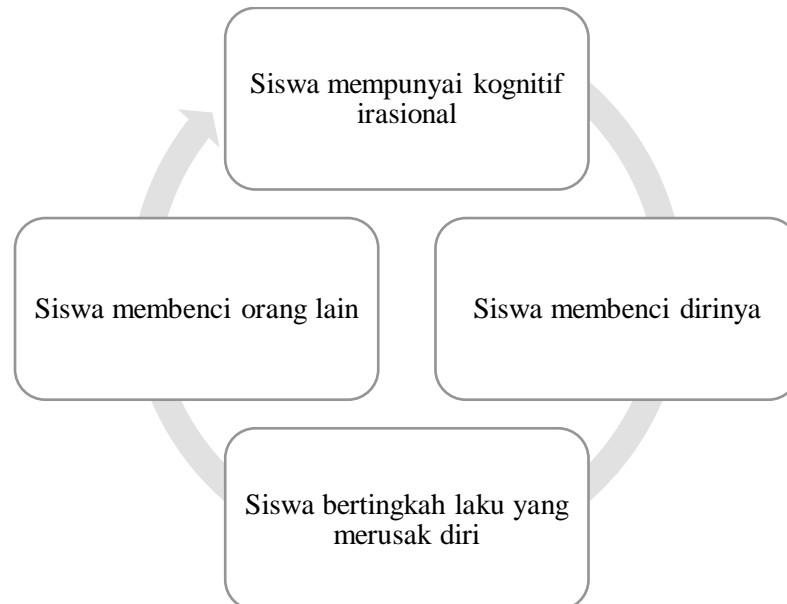 Siswa mempunyai kognitif
irasional
Siswa membenci orang lain
Siswa membenci dirinya
Siswa bertingkah laku yang
merusak diri